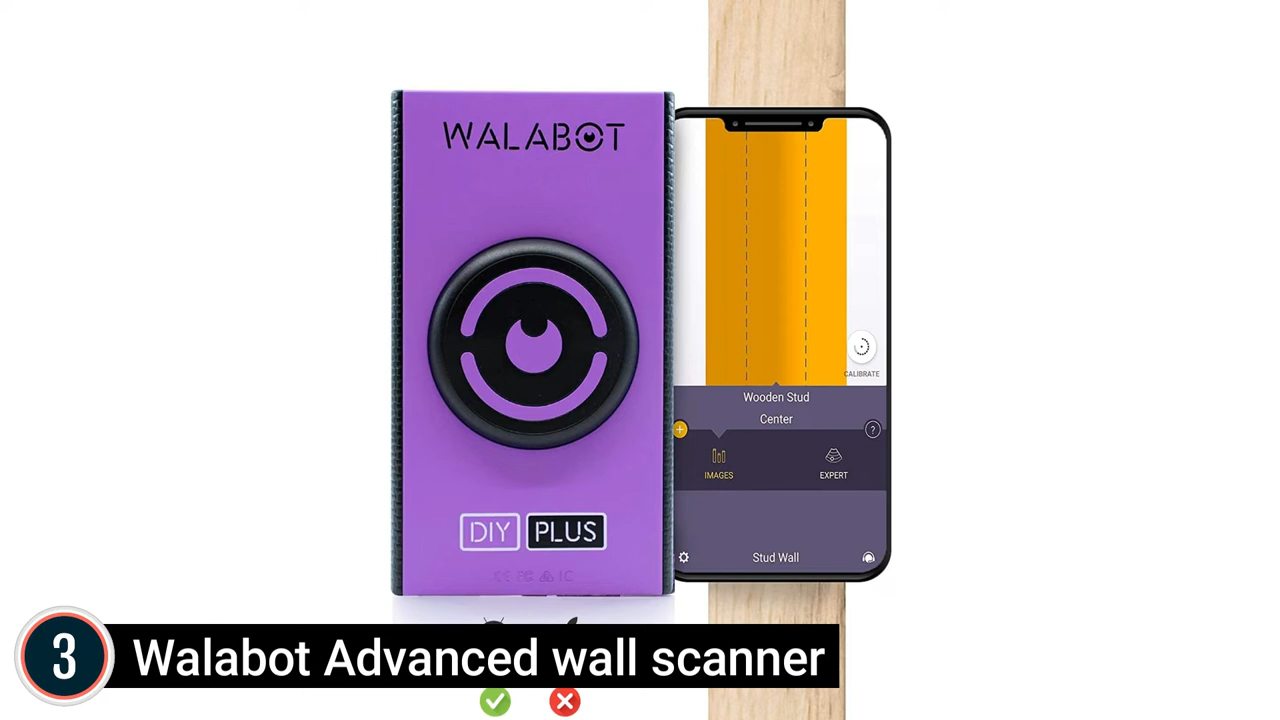 WALABOT
DIY PLUS
CALIBRATE
Wooden Stud
Center
+
?
IMAGES
EXPERT
Stud Wall
3
Walabot Advanced wall scanner